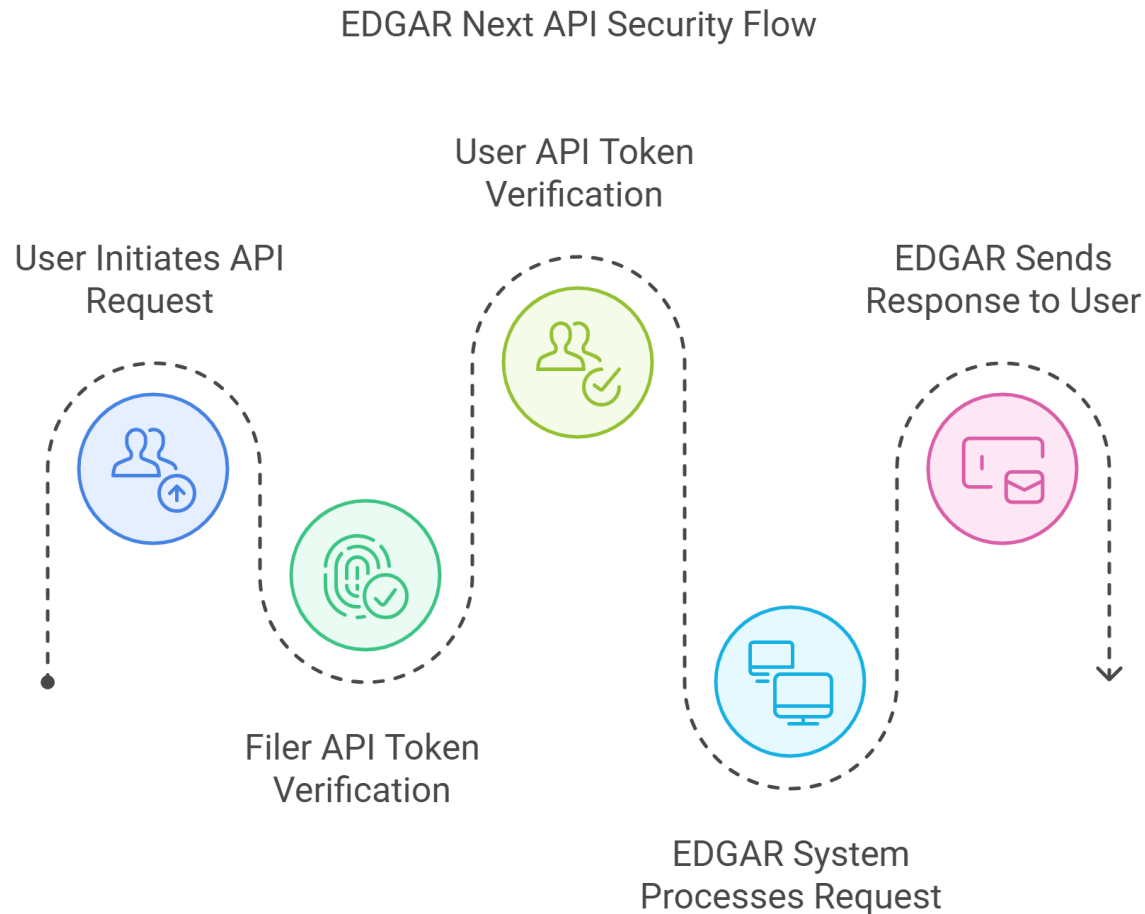 EDGAR Next API Security Flow
User Initiates API
Request
Filer API Token
Verification
User API Token
Verification
EDGAR System
Processes Request
EDGAR Sends
Response to User